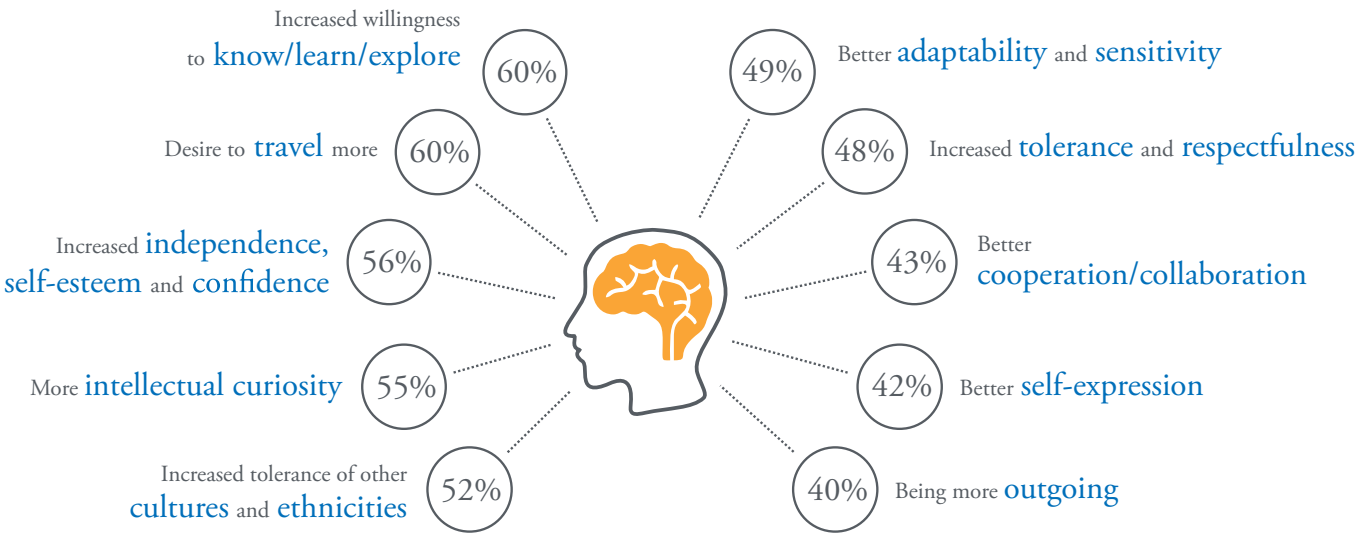 Increased willingness
to know/learn/explore
60%
Desire to travel more
60%
Increased independence,
self-esteem and confidence
56%
More intellectual curiosity
55%
Increased tolerance of other
cultures and ethnicities
52%
49%
Better adaptability and sensitivity
48%
Increased tolerance and respectfulness
43%
Better
cooperation/collaboration
42%
Better self-expression
40%
Being more outgoing